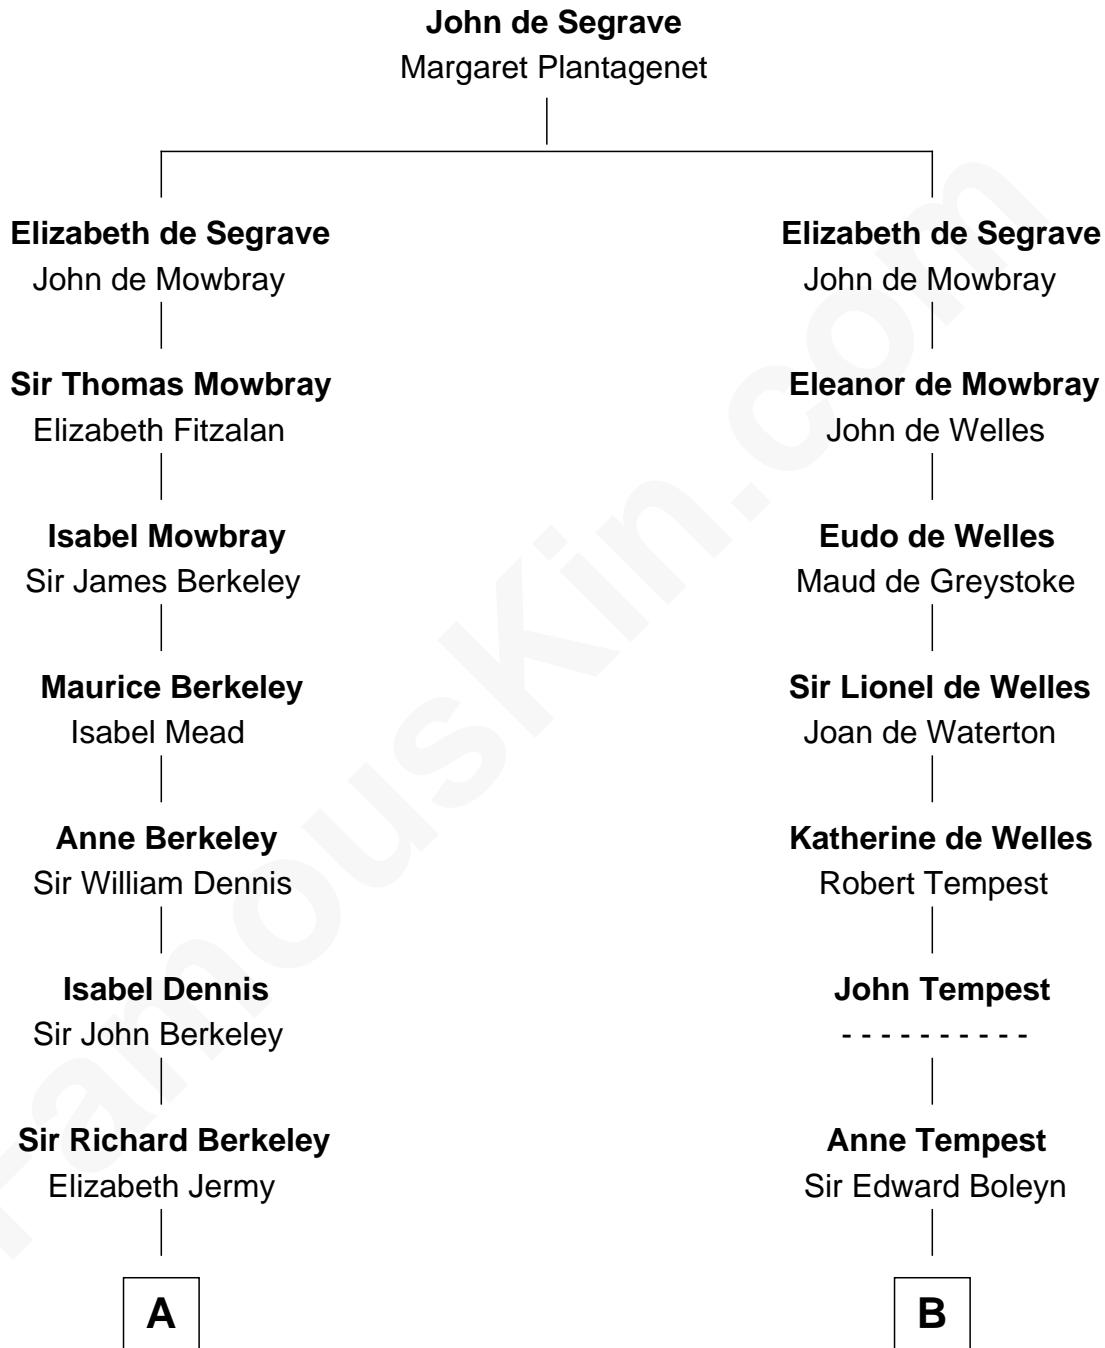 John de Segrave
Margaret Plantagenet
Elizabeth de Segrave
John de Mowbray
Sir Thomas Mowbray
Elizabeth Fitzalan
Isabel Mowbray
Sir James Berkeley
Maurice Berkeley
Isabel Mead
Anne Berkeley
Sir William Dennis
Isabel Dennis
Sir John Berkeley
Sir Richard Berkeley
Elizabeth Jermy
A
Elizabeth de Segrave
John de Mowbray
Eleanor de Mowbray
John de Welles
Eudo de Welles
Maud de Greystoke
Sir Lionel de Welles
Joan de Waterton
Katherine de Welles
Robert Tempest
John Tempest
- - - - - - - - - -
Anne Tempest
Sir Edward Boleyn
B
FamousKin.com